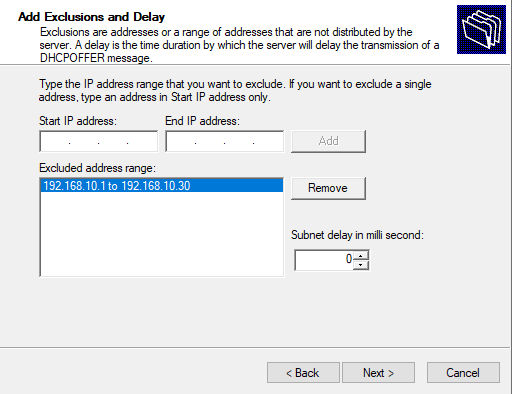 Add Exclusions and Delay
Exclusions are addresses or a range of addresses that are not distributed by the
server. A delay is the time duration by which the server will delay the transmission of a
DHCPOFFER message.
Type the IP address range that you want to exclude. If you want to exclude a single
address, type an address in Start IP address only.
Start IP address: End IP address:
. . . . . . Add
Excluded address range:
192.168.10.1 to 192.168.10.30
Remove
Subnet delay in milli second:
0
< Back Next > Cancel